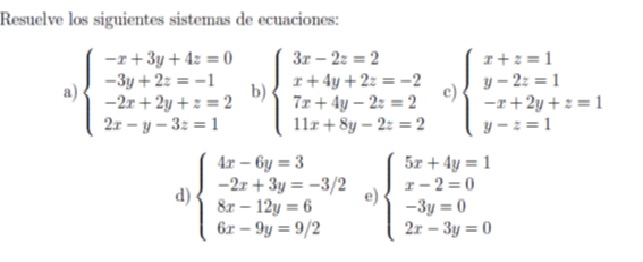 Resuelve los siguientes sistemas de ecuaciones:
a) { -x + 3y + 4z = 0
-3y + 2z = -1
-2x + 2y + z = 2
2x - y - 3z = 1
b) { 3x - 2z = 2
x + 4y + 2z = -2
7x + 4y - 2z = 2
11x + 8y - 2z = 2
c) { x + z = 1
y - 2z = 1
-x + 2y + z = 1
y - z = 1
d) { 4x - 6y = 3
-2x + 3y = -3/2
8x - 12y = 6
6x - 9y = 9/2
e) { 5x + 4y = 1
x - 2 = 0
-3y = 0
2x - 3y = 0